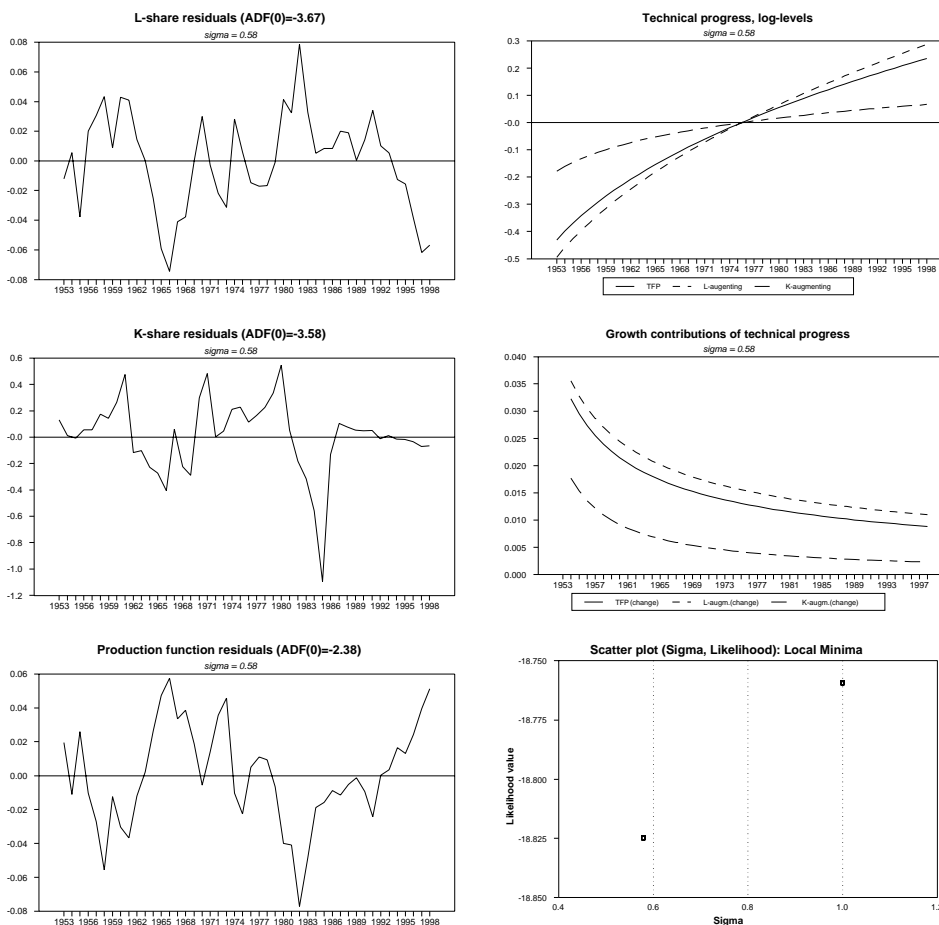 L-share residuals (ADF(0)=-3.67)
sigma = 0.58
0.08
0.06
0.04
0.02
0.00
-0.02
-0.04
-0.06
-0.08
1953 1956 1959 1962 1965 1968 1971 1974 1977 1980 1983 1986 1989 1992 1995 1998
Technical progress, log-levels
sigma = 0.58
0.3
0.2
0.1
-0.0
-0.1
-0.2
-0.3
-0.4
-0.5
1953 1956 1959 1962 1965 1968 1971 1974 1977 1980 1983 1986 1989 1992 1995 1998
TFP L-augenting K-augmenting
K-share residuals (ADF(0)=-3.58)
sigma = 0.58
0.6
0.4
0.2
-0.0
-0.2
-0.4
-0.6
-0.8
-1.0
-1.2
1953 1956 1959 1962 1965 1968 1971 1974 1977 1980 1983 1986 1989 1992 1995 1998
Growth contributions of technical progress
sigma = 0.58
0.040
0.035
0.030
0.025
0.020
0.015
0.010
0.005
0.000
1953 1957 1961 1965 1969 1973 1977 1981 1985 1989 1993 1997
TFP (change) L-augm.(change) K-augm.(change)
Production function residuals (ADF(0)=-2.38)
sigma = 0.58
0.06
0.04
0.02
0.00
-0.02
-0.04
-0.06
-0.08
1953 1956 1959 1962 1965 1968 1971 1974 1977 1980 1983 1986 1989 1992 1995 1998
Scatter plot (Sigma, Likelihood): Local Minima
-18.750
-18.775
-18.800
-18.825
-18.850
Likelihood value
0.4 0.6 0.8 1.0
Sigma